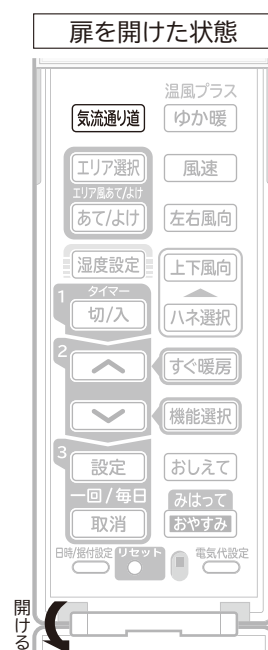 扉を開けた状態
温風プラス
気流通り道 ゆか暖
エリア選択 風速
エリア風あて/よけ
あて/よけ 左右風向
湿度設定 上下風向
タイマー
1 切/入 ハネ選択
2 すぐ暖房
機能選択
3 設定 おしえて
一回/毎日 みはって
取消 おやすみ
日時/据付設定 リセット 電気代設定
開ける